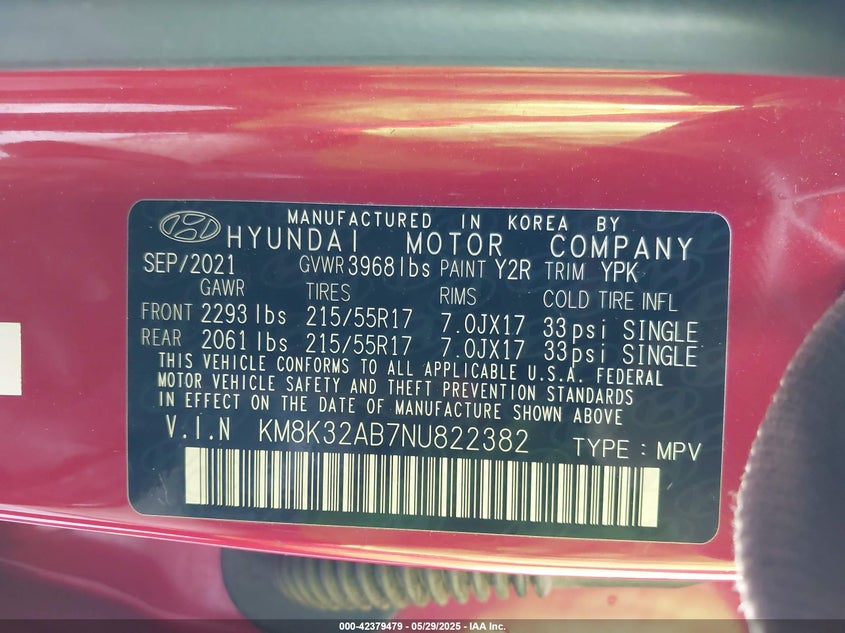 MANUFACTURED IN KOREA BY
HYUNDAI MOTOR COMPANY
SEP/2021 GVWR 3968 lbs PAINT Y2R TRIM YPK
GAWR TIRES RIMS COLD TIRE INFL
FRONT 2293 lbs 215/55R17 7.0JX17 33psi SINGLE
REAR 2061 lbs 215/55R17 7.0JX17 33psi SINGLE
THIS VEHICLE CONFORMS TO ALL APPLICABLE U.S.A. FEDERAL
MOTOR VEHICLE SAFETY AND THEFT PREVENTION STANDARDS
IN EFFECT ON THE DATE OF MANUFACTURE SHOWN ABOVE
V.I.N KM8K32AB7NU822382 TYPE : MPV
000-42379479 - 05/29/2025 - IAA Inc.